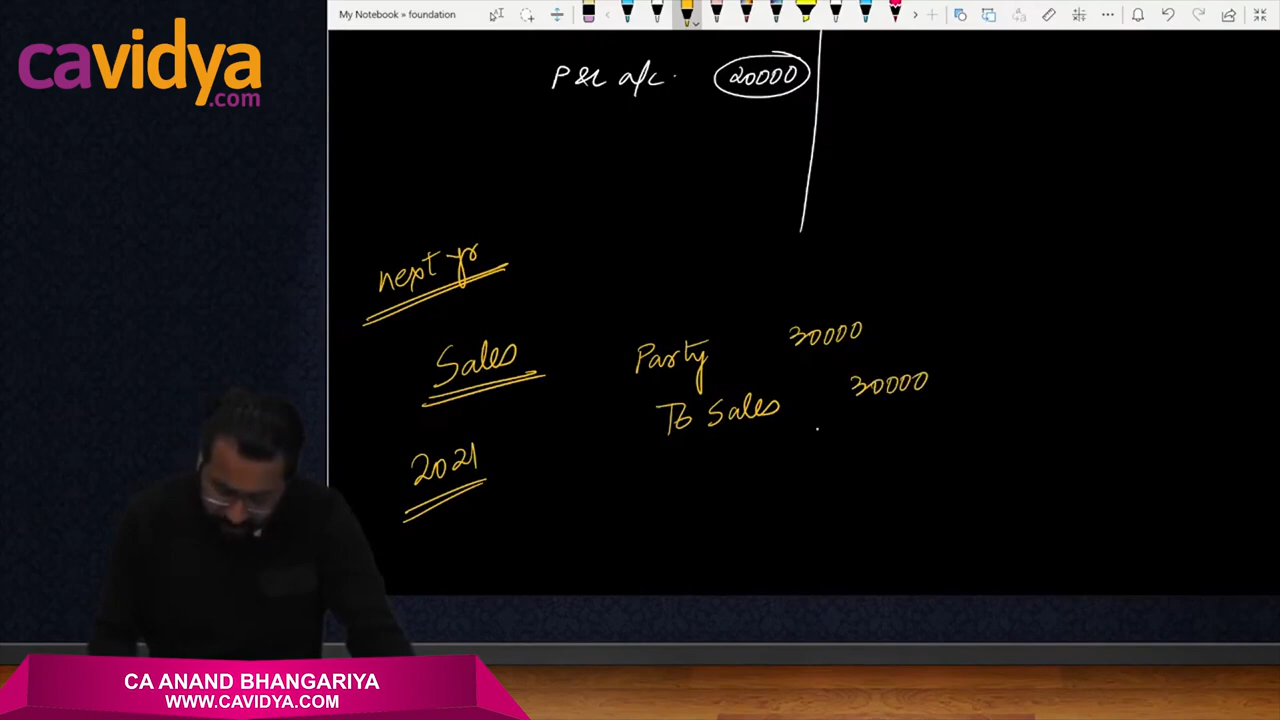 cavidya
.com
My Notebook » foundation
P&L a/c. 20000
next yr
Sales Party 30000
To Sales 30000
2021
CA ANAND BHANGARIYA
WWW.CAVIDYA.COM